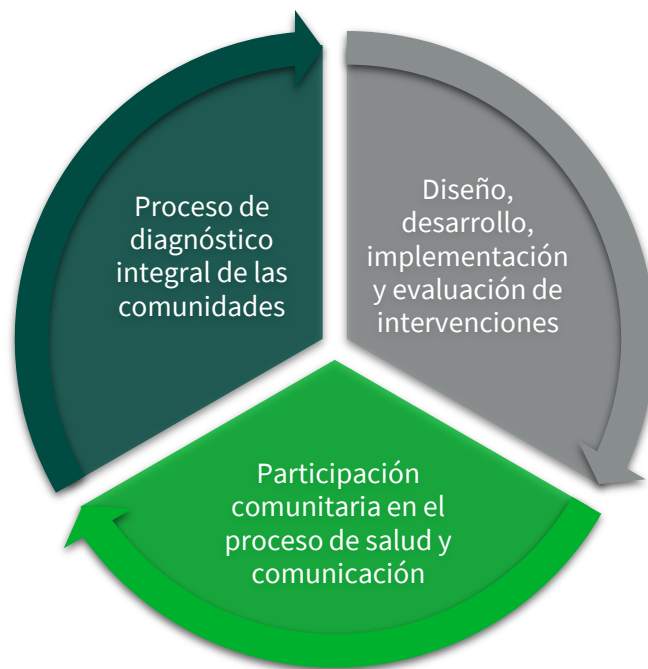 Proceso de
diagnóstico
integral de las
comunidades
Diseño,
desarrollo,
implementación
y evaluación de
intervenciones
Participación
comunitaria en el
proceso de salud y
comunicación